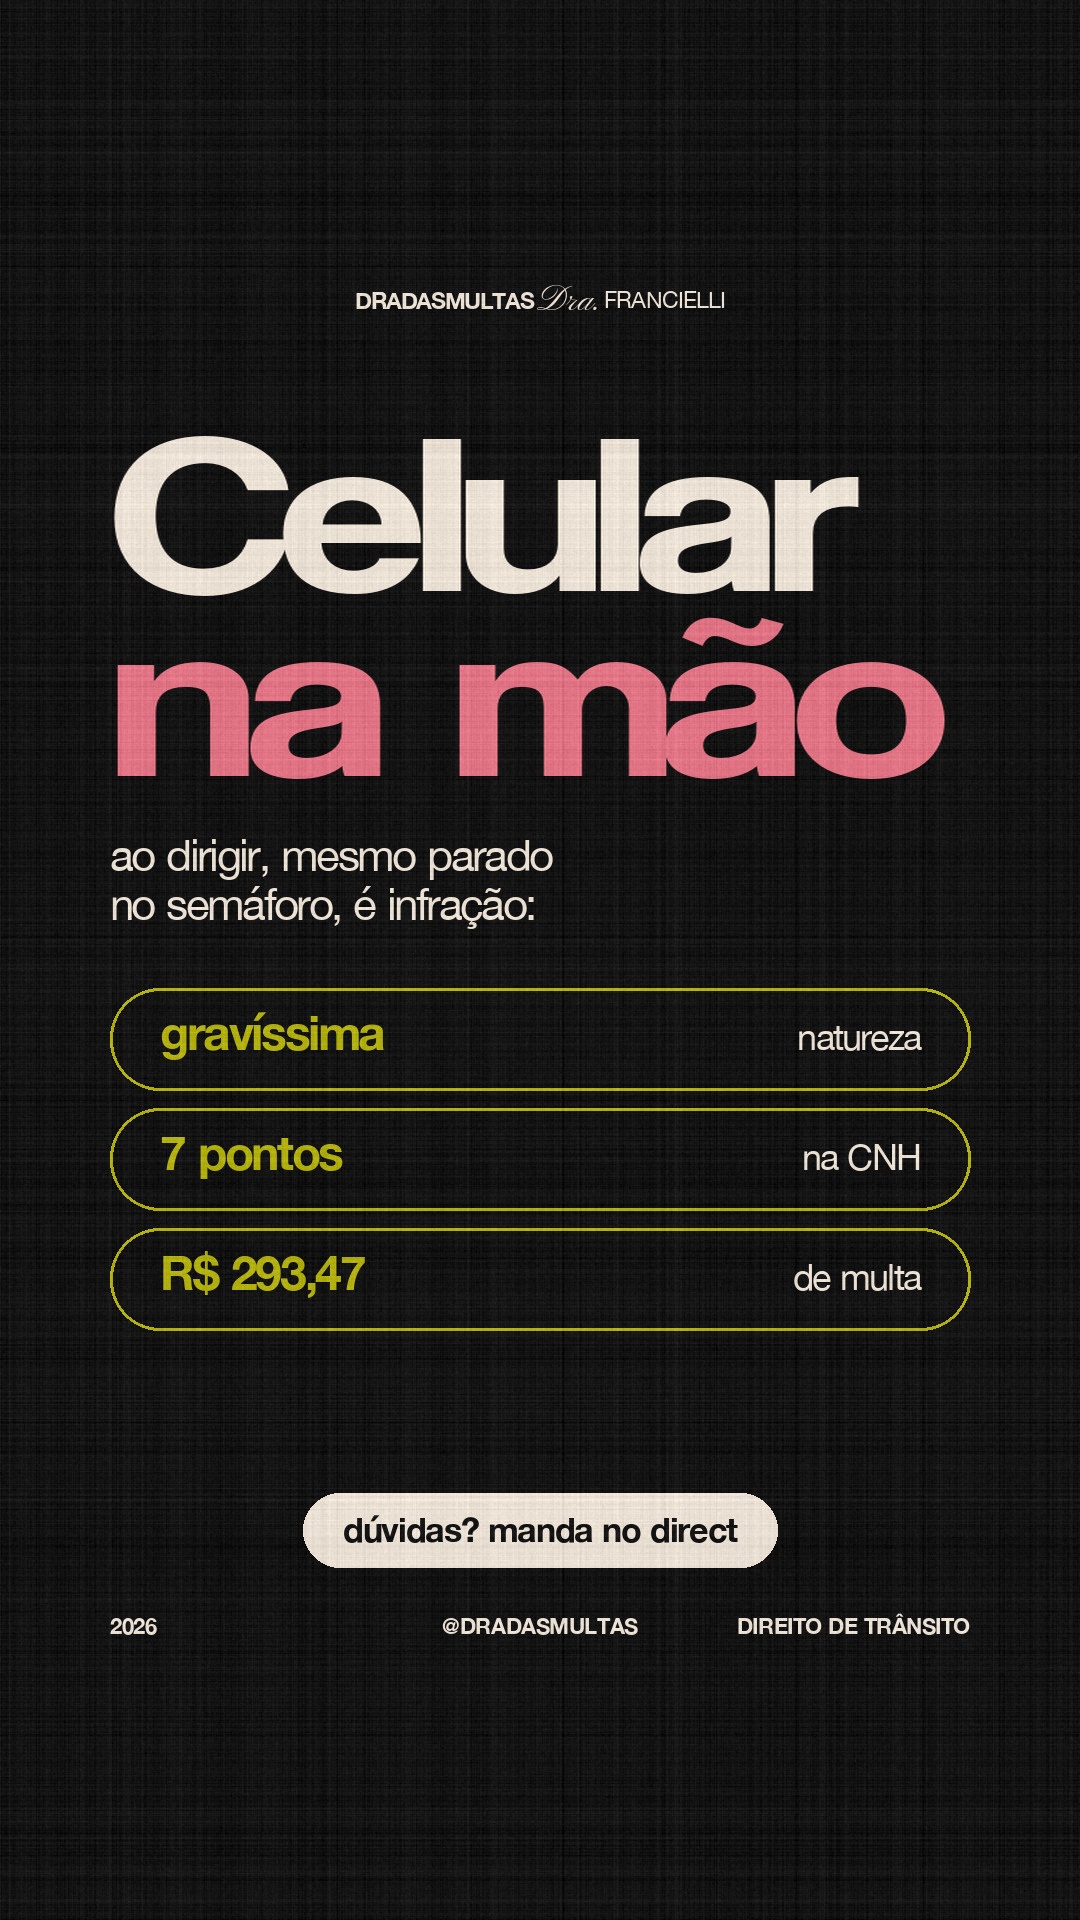 DRADASMULTAS Dra. FRANCIELLI
Celular
na mão
ao dirigir, mesmo parado
no semáforo, é infração:
gravíssima natureza
7 pontos na CNH
R$ 293,47 de multa
dúvidas? manda no direct
2026 @DRADASMULTAS DIREITO DE TRÂNSITO